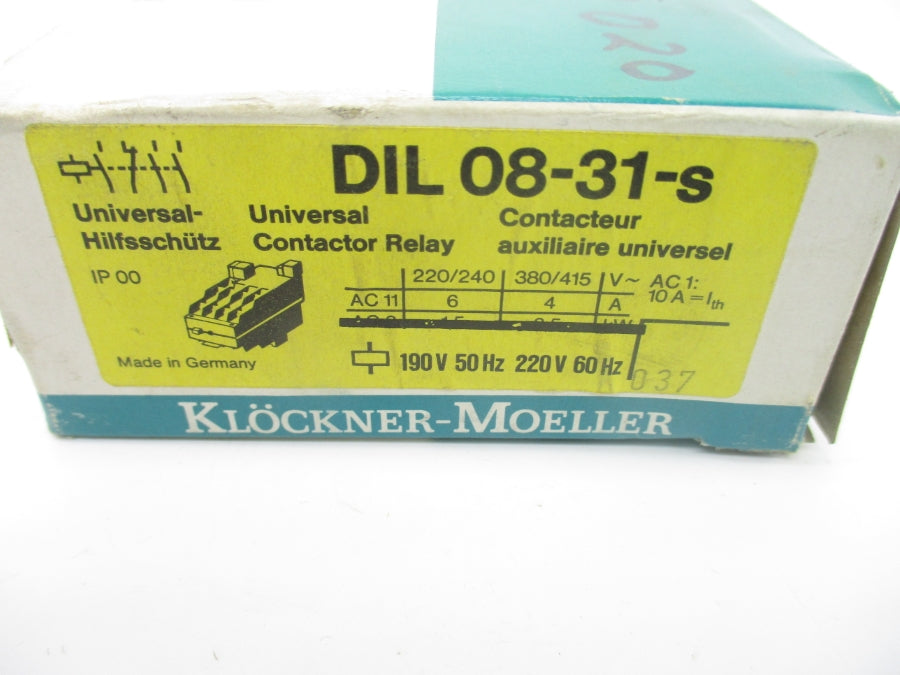 020
DIL 08-31-s
Universal-
Hilfsschütz
Universal
Contactor Relay
Contacteur
auxiliaire universel
IP 00
220/240 380/415 V~ AC 1:
10 A = Ith
AC 11 6 4 A
Made in Germany
190 V 50 Hz 220 V 60 Hz
037
KLÖCKNER-MOELLER